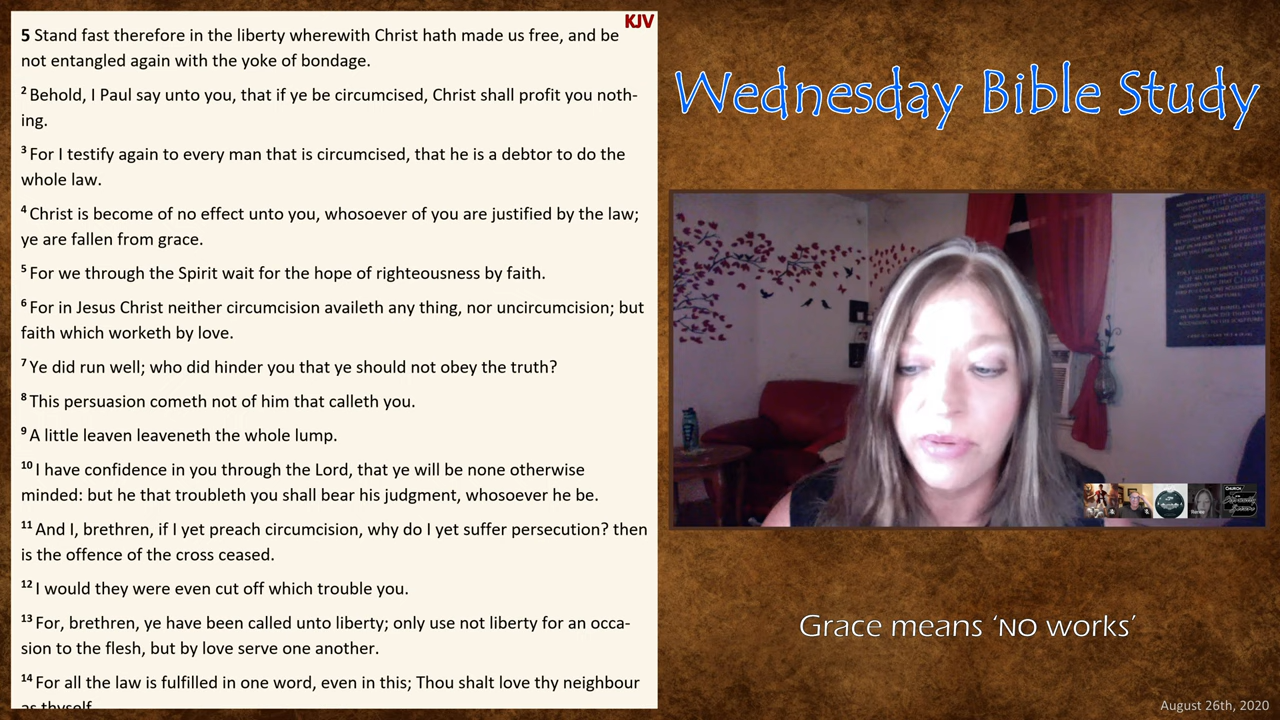 KJV
5 Stand fast therefore in the liberty wherewith Christ hath made us free, and be
not entangled again with the yoke of bondage.
2 Behold, I Paul say unto you, that if ye be circumcised, Christ shall profit you noth-
ing.
3 For I testify again to every man that is circumcised, that he is a debtor to do the
whole law.
4 Christ is become of no effect unto you, whosoever of you are justified by the law;
ye are fallen from grace.
5 For we through the Spirit wait for the hope of righteousness by faith.
6 For in Jesus Christ neither circumcision availeth any thing, nor uncircumcision; but
faith which worketh by love.
7 Ye did run well; who did hinder you that ye should not obey the truth?
8 This persuasion cometh not of him that calleth you.
9 A little leaven leaveneth the whole lump.
10 I have confidence in you through the Lord, that ye will be none otherwise
minded: but he that troubleth you shall bear his judgment, whosoever he be.
11 And I, brethren, if I yet preach circumcision, why do I yet suffer persecution? then
is the offence of the cross ceased.
12 I would they were even cut off which trouble you.
13 For, brethren, ye have been called unto liberty; only use not liberty for an occa-
sion to the flesh, but by love serve one another.
14 For all the law is fulfilled in one word, even in this; Thou shalt love thy neighbour
as thyself
Wednesday Bible Study
Renee
CHURCH
Grace means ‘NO works’
August 26th, 2020